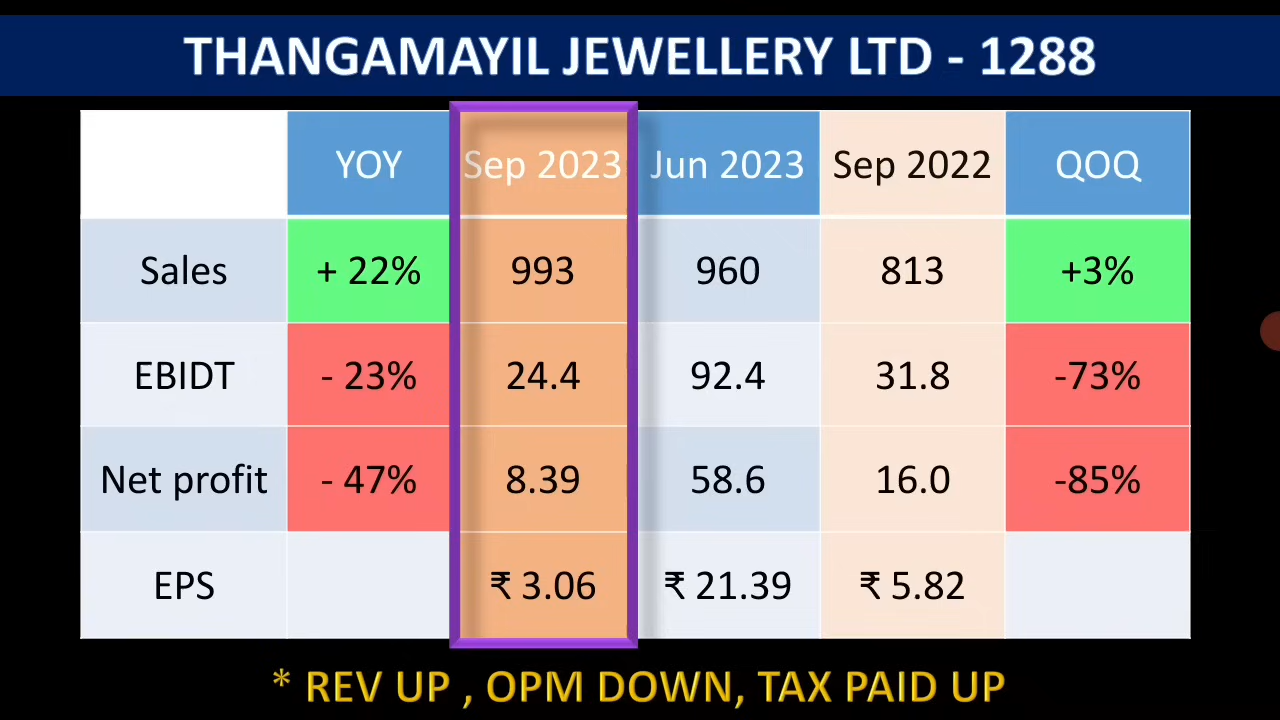 THANGAMAYIL JEWELLERY LTD - 1288
YOY Sep 2023 Jun 2023 Sep 2022 QOQ
Sales + 22% 993 960 813 +3%
EBIDT - 23% 24.4 92.4 31.8 -73%
Net profit - 47% 8.39 58.6 16.0 -85%
EPS ₹ 3.06 ₹ 21.39 ₹ 5.82
* REV UP , OPM DOWN, TAX PAID UP